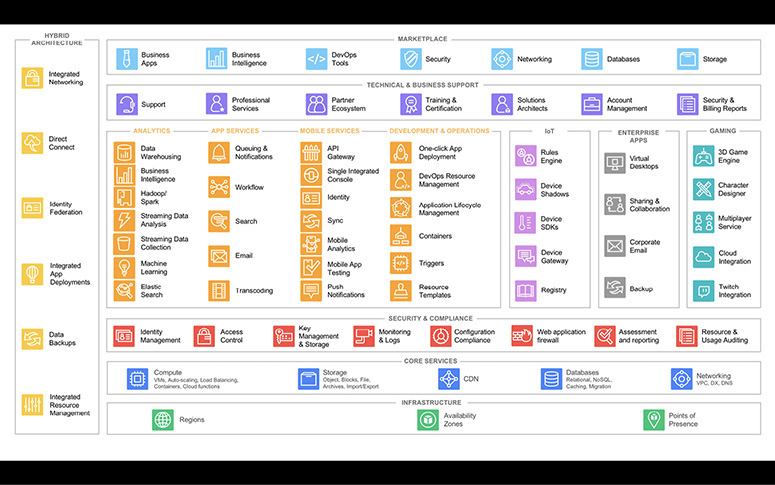 HYBRID
ARCHITECTURE
Integrated
Networking
Direct
Connect
Identity
Federation
Integrated
App
Deployments
Data
Backups
Integrated
Resource
Management
MARKETPLACE
Business
Apps
Business
Intelligence
DevOps
Tools
Security
Networking
Databases
Storage
TECHNICAL & BUSINESS SUPPORT
Support
Professional
Services
Partner
Ecosystem
Training &
Certification
Solutions
Architects
Account
Management
Security &
Billing Reports
ANALYTICS
Data
Warehousing
Business
Intelligence
Hadoop/
Spark
Streaming Data
Analysis
Streaming Data
Collection
Machine
Learning
Elastic
Search
APP SERVICES
Queuing &
Notifications
Workflow
Search
Email
Transcoding
MOBILE SERVICES
API
Gateway
Single Integrated
Console
Identity
Sync
Mobile
Analytics
Mobile App
Testing
Push
Notifications
DEVELOPMENT & OPERATIONS
One-click App
Deployment
DevOps Resource
Management
Application Lifecycle
Management
Containers
Triggers
Resource
Templates
IoT
Rules
Engine
Device
Shadows
Device
SDKs
Device
Gateway
Registry
ENTERPRISE
APPS
Virtual
Desktops
Sharing &
Collaboration
Corporate
Email
Backup
GAMING
3D Game
Engine
Character
Designer
Multiplayer
Service
Cloud
Integration
Twitch
Integration
SECURITY & COMPLIANCE
Identity
Management
Access
Control
Key
Management
& Storage
Monitoring
& Logs
Configuration
Compliance
Web application
firewall
Assessment
and reporting
Resource &
Usage Auditing
CORE SERVICES
Compute
VMs, Auto-scaling, Load Balancing,
Containers, Cloud functions
Storage
Object, Blocks, File,
Archives, Import/Export
CDN
Databases
Relational, NoSQL,
Caching, Migration
Networking
VPC, DX, DNS
INFRASTRUCTURE
Regions
Availability
Zones
Points of
Presence